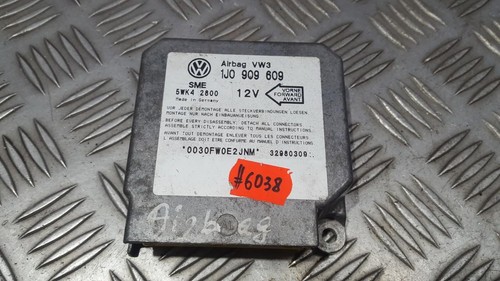 Airbag VW3
1J0 909 609
SME
5WK4 2800
Made in Germany
12V
VORNE
FORWARD
AVANT
VOR JEDER DEMONTAGE ALLE STECKVERBINDUNGEN LOESEN.
MONTAGE NUR NACH EINBAUANWEISUNG.
BEFORE EVERY DISASSEMBLY, DETACH ALL CONNECTORS.
ASSEMBLE STRICTLY ACCORDING TO MANUAL INSTRUCTIONS.
AVANT TOUT DEMONTAGE ENLEVER TOUS LES CONNECTEURS.
L'ASSEMBLAGE DOIT ETRE CONFORME AU MANUEL D'INSTRUCTIONS
*0030FW0E2JNM*
32980309
#6038
Airbag